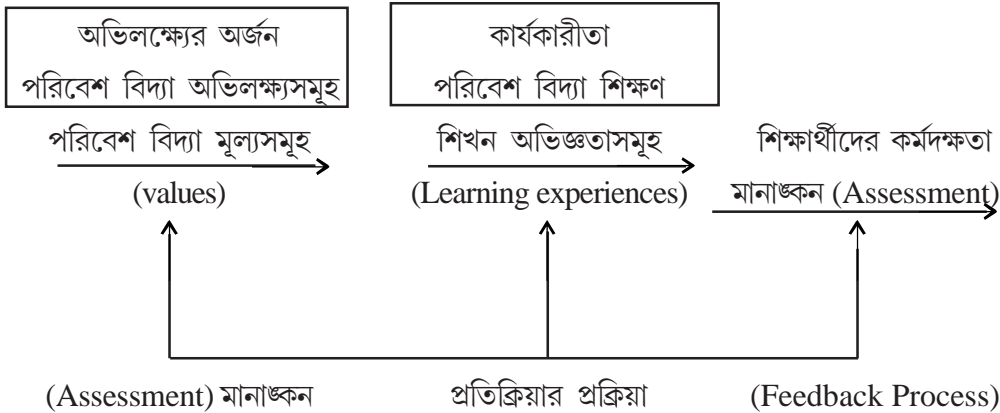 অভিলক্ষ্যের অর্জন
পরিবেশ বিদ্যা অভিলক্ষ্যসমূহ
পরিবেশ বিদ্যা মূল্যসমূহ
(values)
কার্যকারীতা
পরিবেশ বিদ্যা শিক্ষণ
শিখন অভিজ্ঞতাসমূহ
(Learning experiences)
শিক্ষার্থীদের কর্মদক্ষতা
মানাঙ্কন (Assessment)
(Assessment) মানাঙ্কন
প্রতিক্রিয়ার প্রক্রিয়া
(Feedback Process)